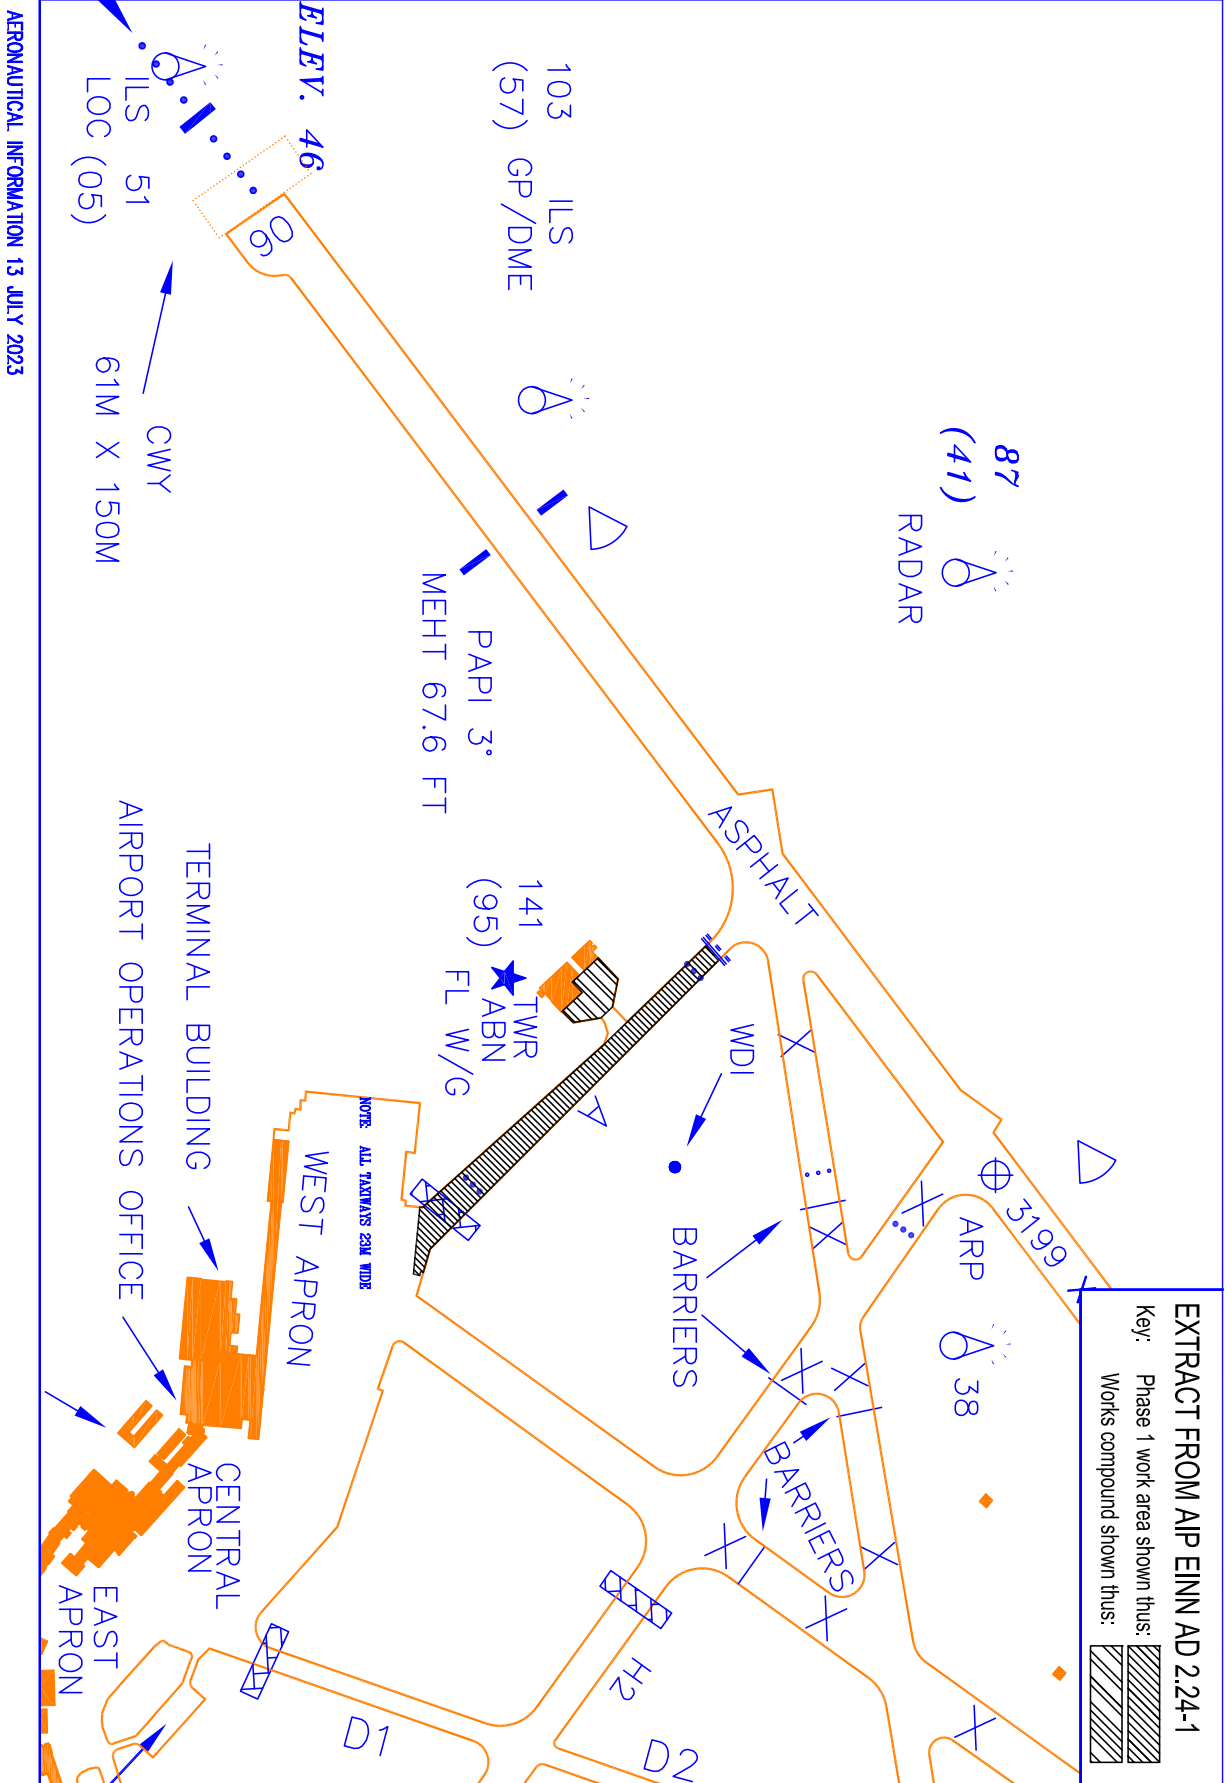 EXTRACT FROM AIP EINN AD 2.24-1
Key: Phase 1 work area shown thus:
Works compound shown thus:
87
(41)
RADAR
103 ILS
(57) GP/DME
ELEV. 46
ILS 51
LOC (05)
06
CWY
61M X 150M
PAPI 3°
MEHT 67.6 FT
ASPHALT
3199
ARP
38
WDI
BARRIERS
BARRIERS
141
(95)
TWR
ABN
FL W/G
A
NOTE: ALL TAXIWAYS 23M WIDE
WEST APRON
TERMINAL BUILDING
AIRPORT OPERATIONS OFFICE
CENTRAL
APRON
EAST
APRON
H2
D1
D2
AERONAUTICAL INFORMATION 13 JULY 2023